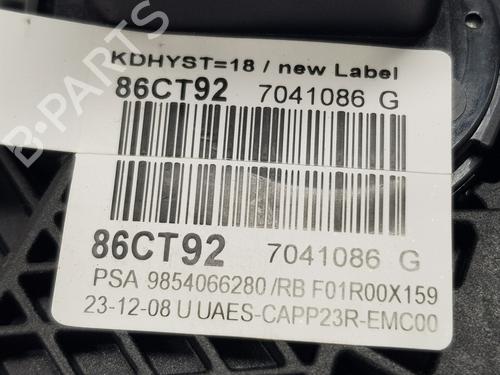 B-PARTS
KDHYST=18 / new Label
86CT92 7041086 G
86CT92 7041086 G
PSA 9854066280 /RB F01R00X159
23-12-08 U UAES-CAPP23R-EMC00